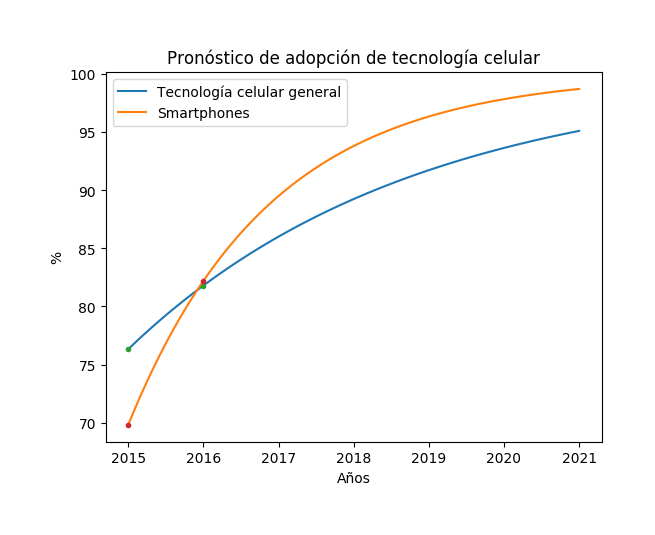 Pronóstico de adopción de tecnología celular
Tecnología celular general
Smartphones
100
95
90
85
80
75
70
%
2015 2016 2017 2018 2019 2020 2021
Años